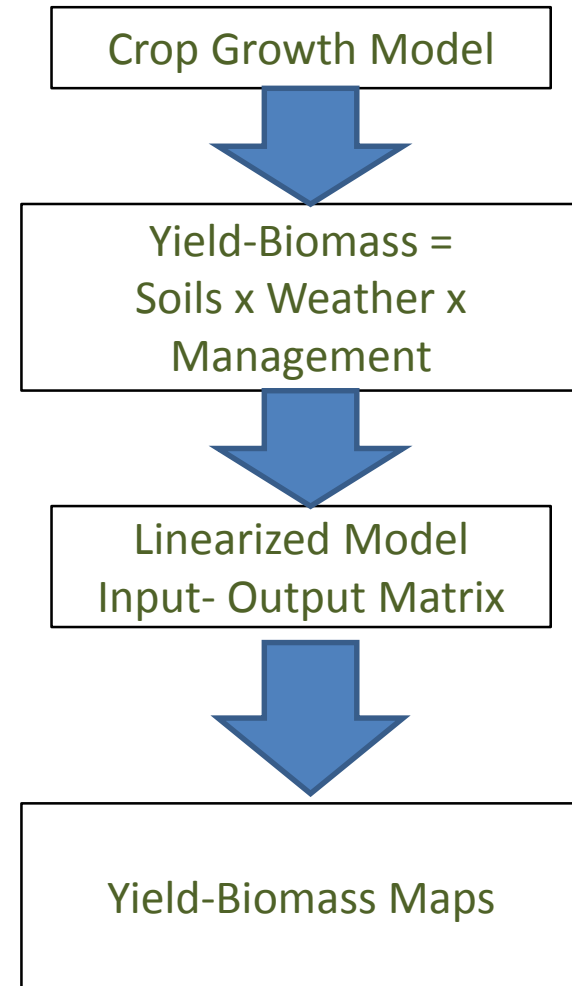 Crop Growth Model
Yield-Biomass =
Soils x Weather x
Management
Linearized Model
Input- Output Matrix
Yield-Biomass Maps